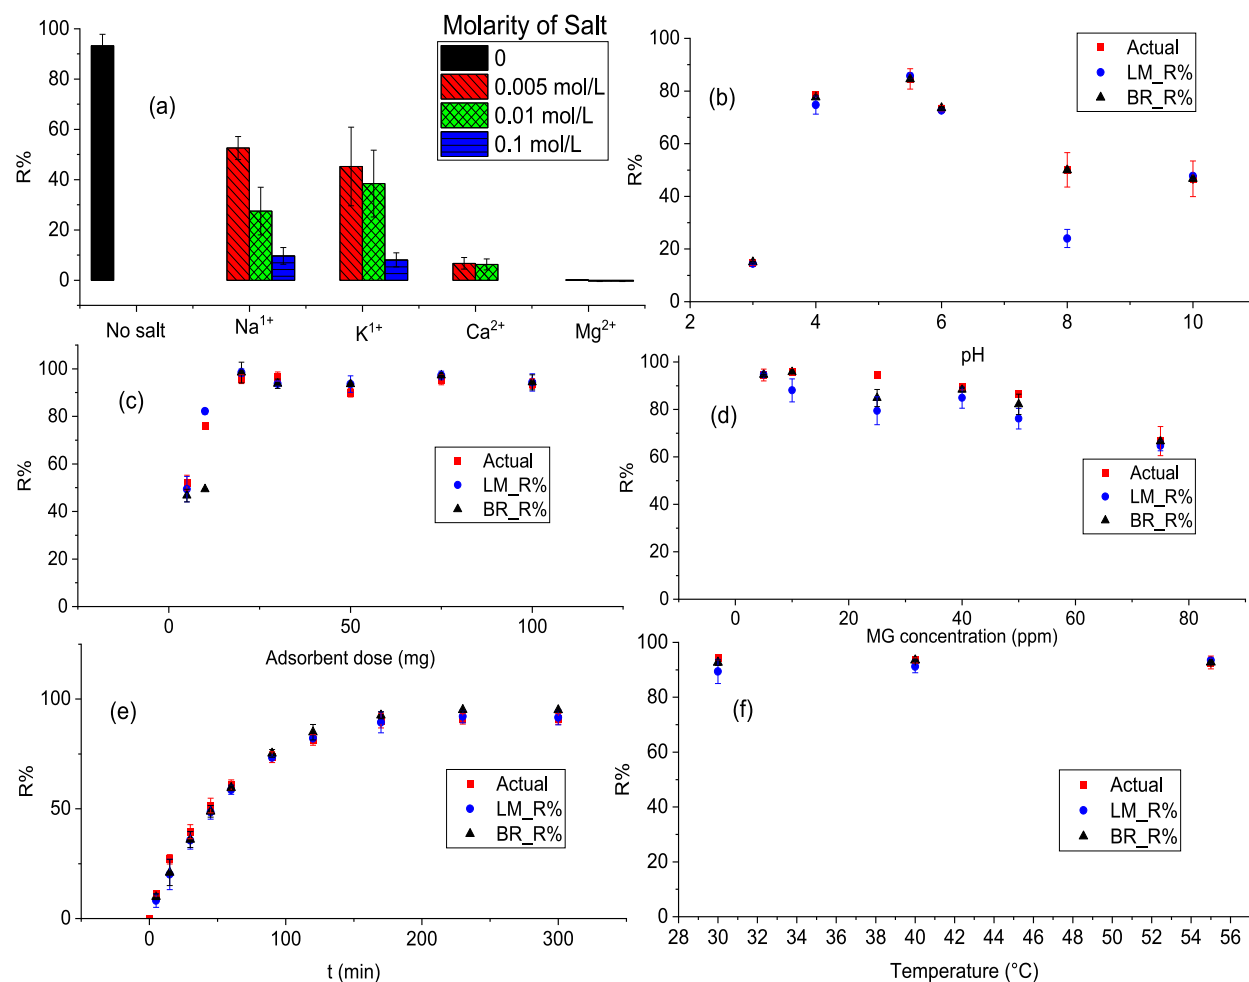 Molarity of Salt
0
0.005 mol/L
0.01 mol/L
0.1 mol/L
(a)
R%
100
80
60
40
20
0
No salt
Na1+
K1+
Ca2+
Mg2+
Actual
LM_R%
BR_R%
(b)
R%
100
80
60
40
20
0
2
4
6
8
10
pH
(c)
R%
100
80
60
40
20
0
Actual
LM_R%
BR_R%
0
50
100
Adsorbent dose (mg)
(d)
R%
100
80
60
40
20
0
Actual
LM_R%
BR_R%
0
20
40
60
80
MG concentration (ppm)
(e)
R%
100
50
0
Actual
LM_R%
BR_R%
0
100
200
300
t (min)
(f)
R%
100
80
60
40
20
0
Actual
LM_R%
BR_R%
28 30 32 34 36 38 40 42 44 46 48 50 52 54 56
Temperature (°C)